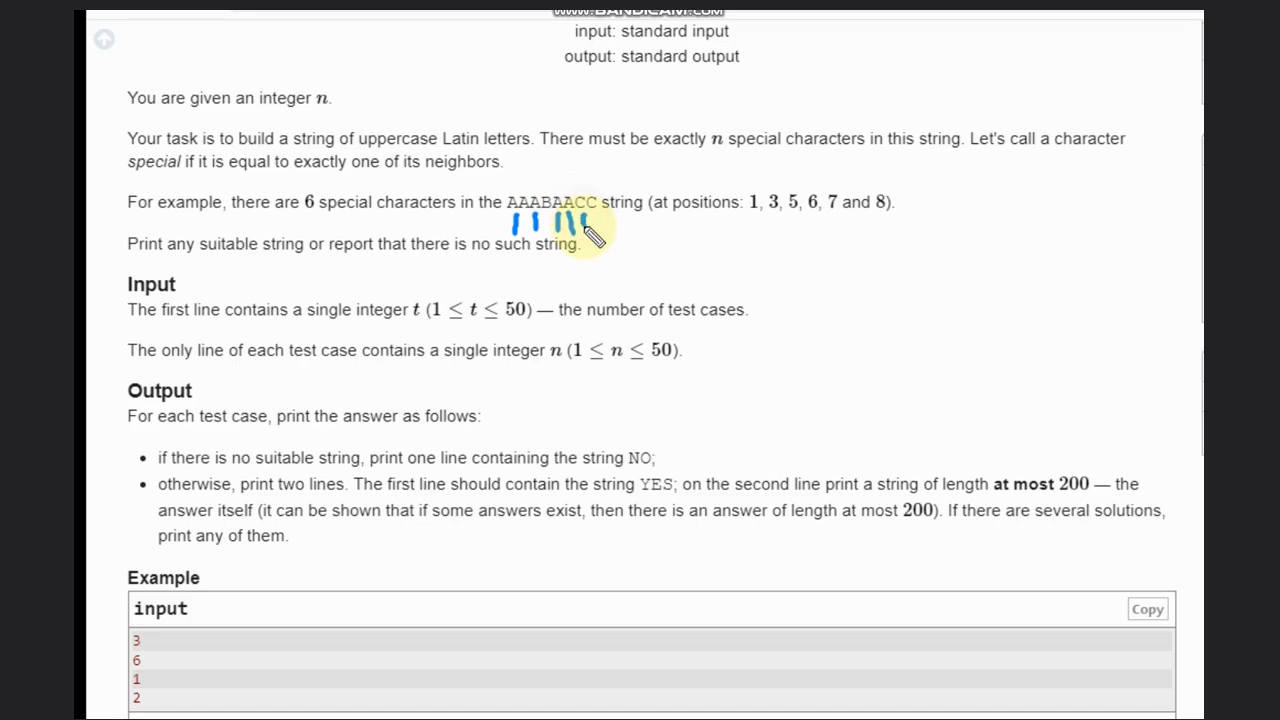 WWW.BANDICAM.COM
input: standard input
output: standard output
You are given an integer n.
Your task is to build a string of uppercase Latin letters. There must be exactly n special characters in this string. Let's call a character
special if it is equal to exactly one of its neighbors.
For example, there are 6 special characters in the AAABAACC string (at positions: 1, 3, 5, 6, 7 and 8).
Print any suitable string or report that there is no such string.
Input
The first line contains a single integer t (1 ≤ t ≤ 50) — the number of test cases.
The only line of each test case contains a single integer n (1 ≤ n ≤ 50).
Output
For each test case, print the answer as follows:
• if there is no suitable string, print one line containing the string NO;
• otherwise, print two lines. The first line should contain the string YES; on the second line print a string of length at most 200 — the
answer itself (it can be shown that if some answers exist, then there is an answer of length at most 200). If there are several solutions,
print any of them.
Example
input
Copy
3
6
1
2